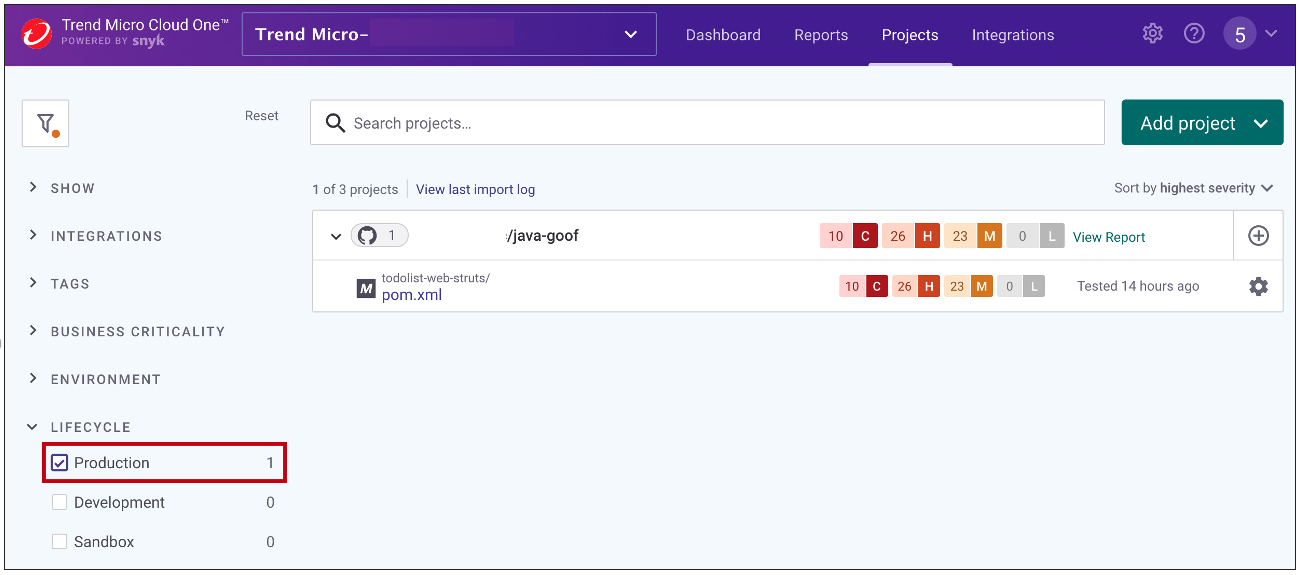 Trend Micro Cloud One™
POWERED BY snyk
Trend Micro-
Dashboard Reports Projects Integrations
5
Reset
Search projects...
Add project
SHOW
INTEGRATIONS
TAGS
BUSINESS CRITICALITY
ENVIRONMENT
LIFECYCLE
Production 1
Development 0
Sandbox 0
1 of 3 projects View last import log
Sort by highest severity
1 /java-goof 10 C 26 H 23 M 0 L View Report
M todolist-web-struts/
pom.xml 10 C 26 H 23 M 0 L Tested 14 hours ago